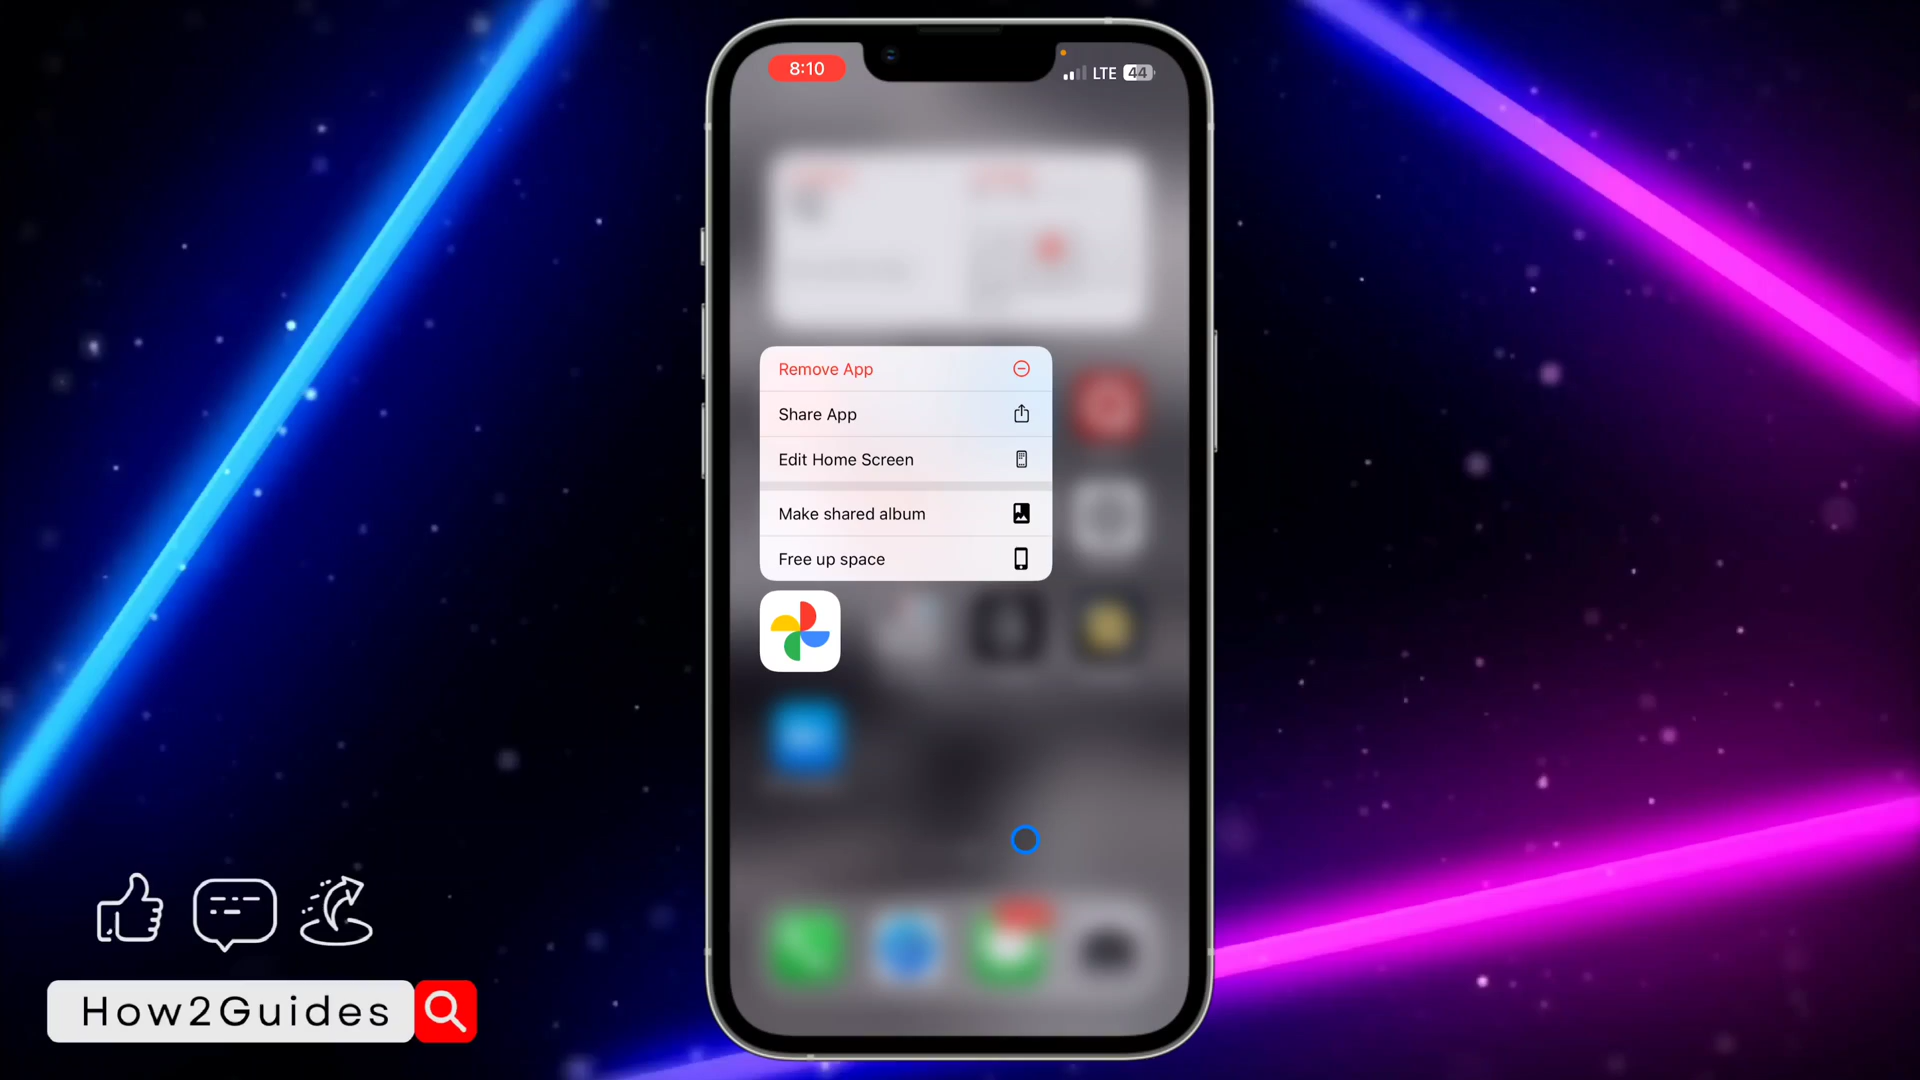 8:10
LTE 44
Remove App
Share App
Edit Home Screen
Make shared album
Free up space
How2Guides